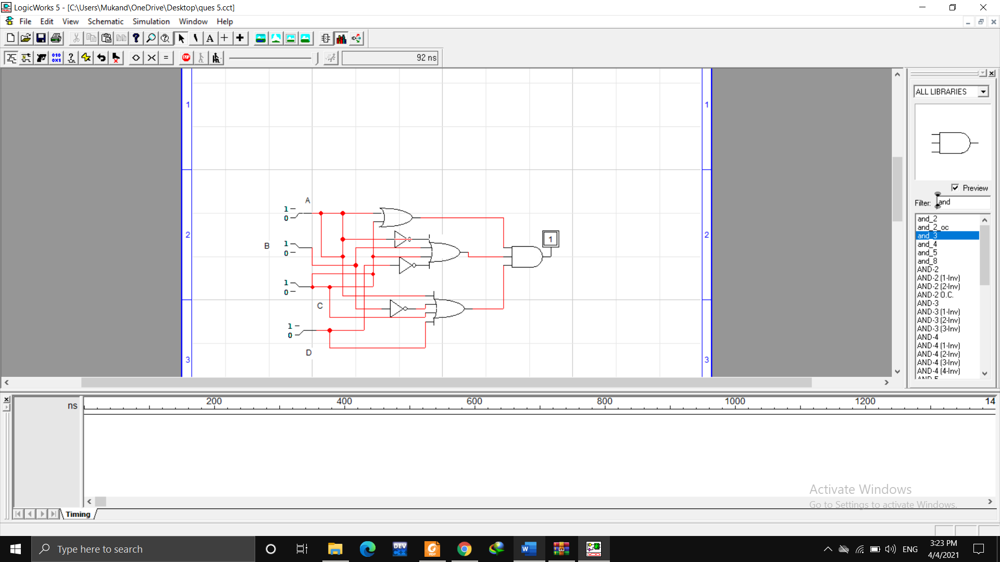 LogicWorks 5 - [C:\Users\Mukand\OneDrive\Desktop\ques 5.cct]
File Edit View Schematic Simulation Window Help
92 ns
1 1
2 2
3 3
A
1
0
B
1
0
1
0
C
1
0
D
1
ALL LIBRARIES
Preview
Filter: and
and_2
and_2_oc
and_3
and_4
and_5
and_8
AND-2
AND-2 (1-Inv)
AND-2 (2-Inv)
AND-2 O.C.
AND-3
AND-3 (1-Inv)
AND-3 (2-Inv)
AND-3 (3-Inv)
AND-4
AND-4 (1-Inv)
AND-4 (2-Inv)
AND-4 (3-Inv)
AND-4 (4-Inv)
ns 200 400 600 800 1000 1200 14
Timing
Activate Windows
Go to Settings to activate Windows.
Type here to search
DEV C++
PDF
W
ENG
3:23 PM
4/4/2021